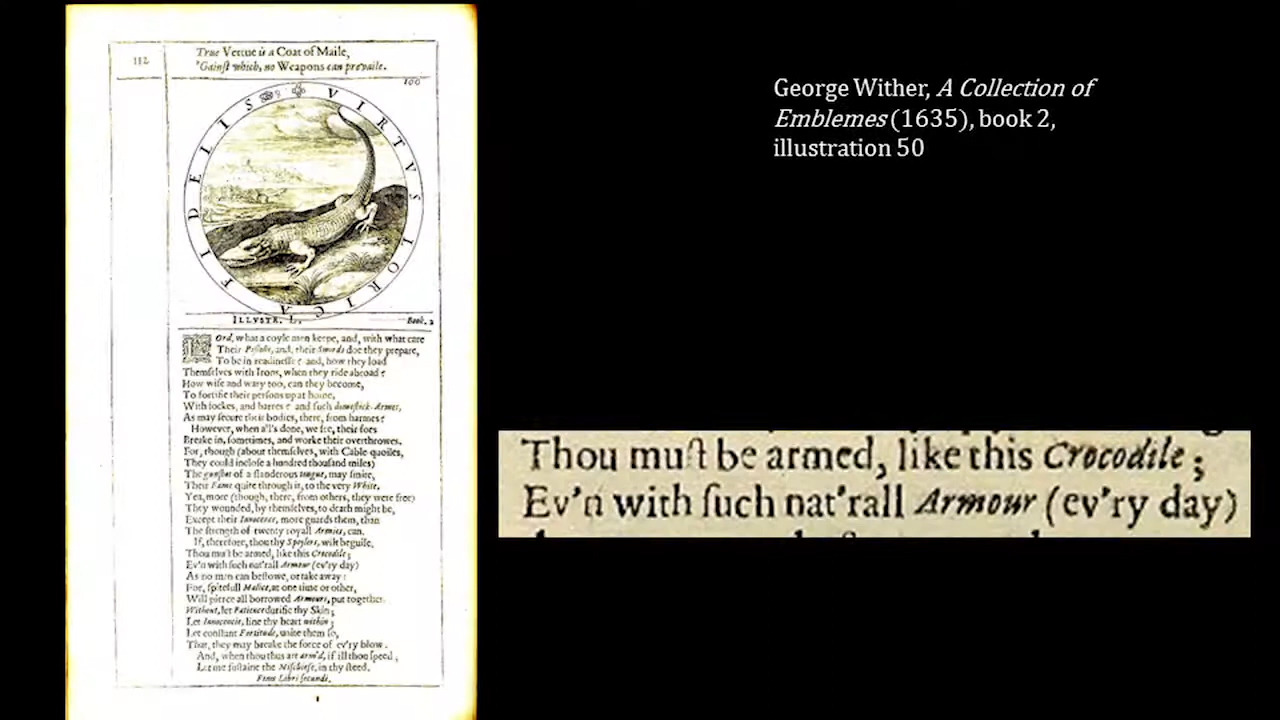 112
True Vertue is a Coat of Maile,
'Gainſt which, no Weapons can prevaile.
100
VIRTVS LORICA FIDELIS
ILLVSTR. L. Book. 2
LOrd, what a coyle men keepe, and, with what care
Their Piſtolls, and, their Swords doe they prepare,
To be in readineſſe? and, how they load
Themſelves with Irons, when they ride abroad?
How wiſe and wary too, can they become,
To fortifie their perſons up at home,
With lockes, and barres? and ſuch domeſtick-Armes,
As may ſecure their bodies, there, from harmes?
However, when all's done, we ſee, their foes
Breake in, ſometimes, and worke their overthrowes.
For, though (about themſelves, with Cable quoiles,
They could incloſe a hundred thouſand miles)
The gunſhot of a ſlanderous tongue, may ſmite,
Their Fame quite through it, to the very White.
Yea, more (though, there, from others, they were free)
They wounded, by themſelves, to death might be,
Except their Innocence, more guards them, than
The ſtrength of twenty royall Armies, can.
If, therefore, thou thy Spoylers, wilt beguile,
Thou muſt be armed, like this Crocodile;
Ev'n with ſuch nat'rall Armour (ev'ry day)
As no man can beſtowe, or take away:
For, ſpitefull Malice, at one time or other,
Will pierce all borrowed Armours, put together.
Without, let Patience durifie thy Skin;
Let Innocencie, line thy heart within;
Let conſtant Fortitude, unite them ſo,
That, they may breake the force of ev'ry blow.
And, when thou thus art arm'd, if ill thou ſpeed;
Let me ſuſtaine the Miſchiefe, in thy ſteed.
Finis Libri ſecundi.
George Wither, A Collection of
Emblemes (1635), book 2,
illustration 50
Thou muſt be armed, like this Crocodile;
Ev'n with ſuch nat'rall Armour (ev'ry day)